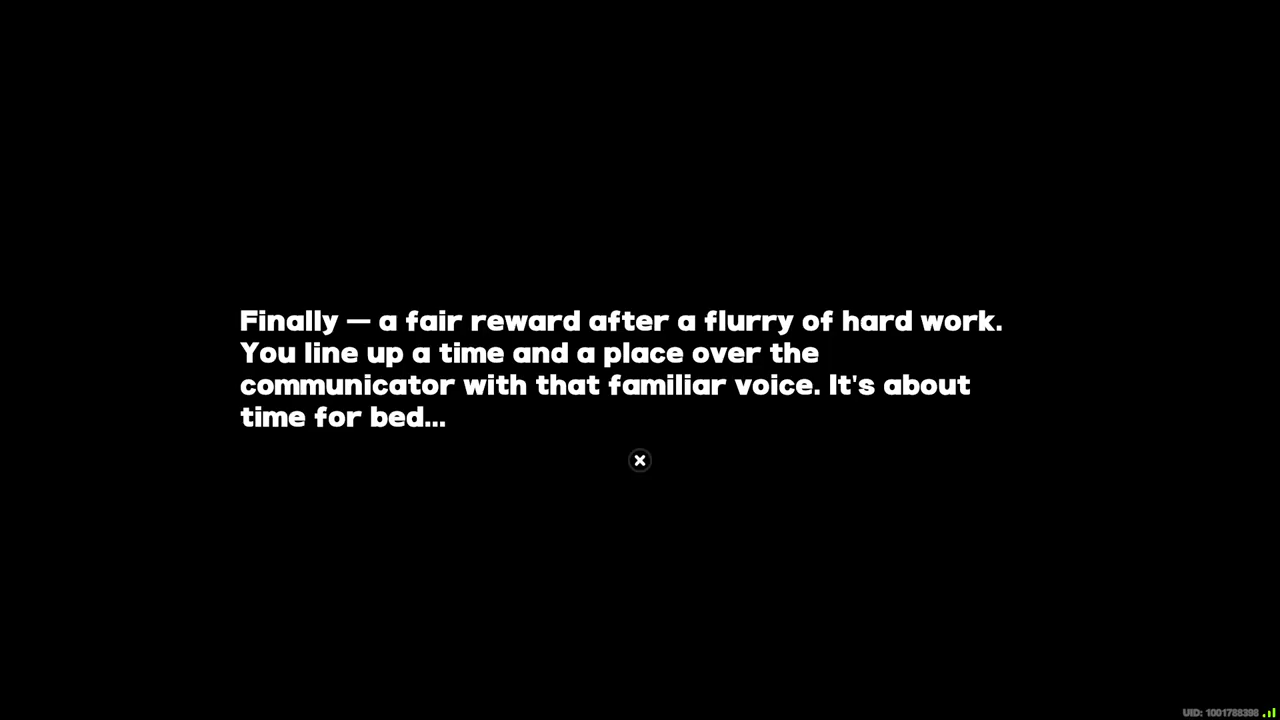 Finally — a fair reward after a flurry of hard work.
You line up a time and a place over the
communicator with that familiar voice. It's about
time for bed...
UID: 1001788398